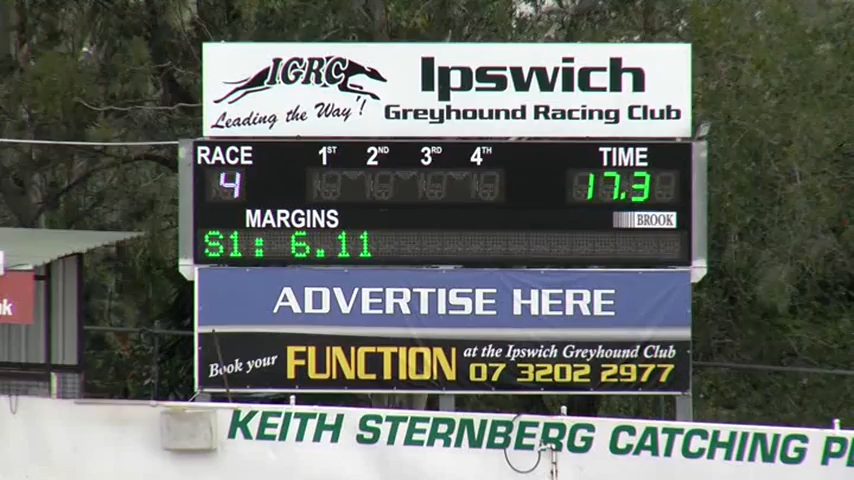 IGRC
Leading the Way'!
Ipswich
Greyhound Racing Club
RACE 1ST 2ND 3RD 4TH TIME
4 17.3
MARGINS BROOK
S1: 6.11
ADVERTISE HERE
Book your FUNCTION at the Ipswich Greyhound Club
07 3202 2977
k
KEITH STERNBERG CATCHING PE